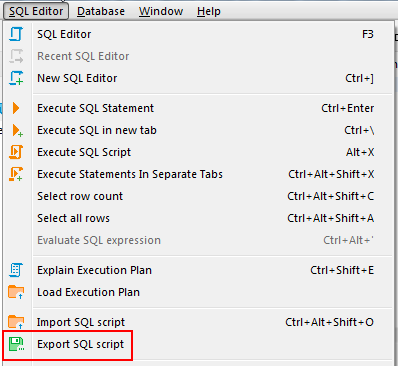 SQL Editor Database Window Help
SQL Editor F3
Recent SQL Editor
New SQL Editor Ctrl+]
Execute SQL Statement Ctrl+Enter
Execute SQL in new tab Ctrl+\
Execute SQL Script Alt+X
Execute Statements In Separate Tabs Ctrl+Alt+Shift+X
Select row count Ctrl+Alt+Shift+C
Select all rows Ctrl+Alt+Shift+A
Evaluate SQL expression Ctrl+Alt+'
Explain Execution Plan Ctrl+Shift+E
Load Execution Plan
Import SQL script Ctrl+Alt+Shift+O
Export SQL script